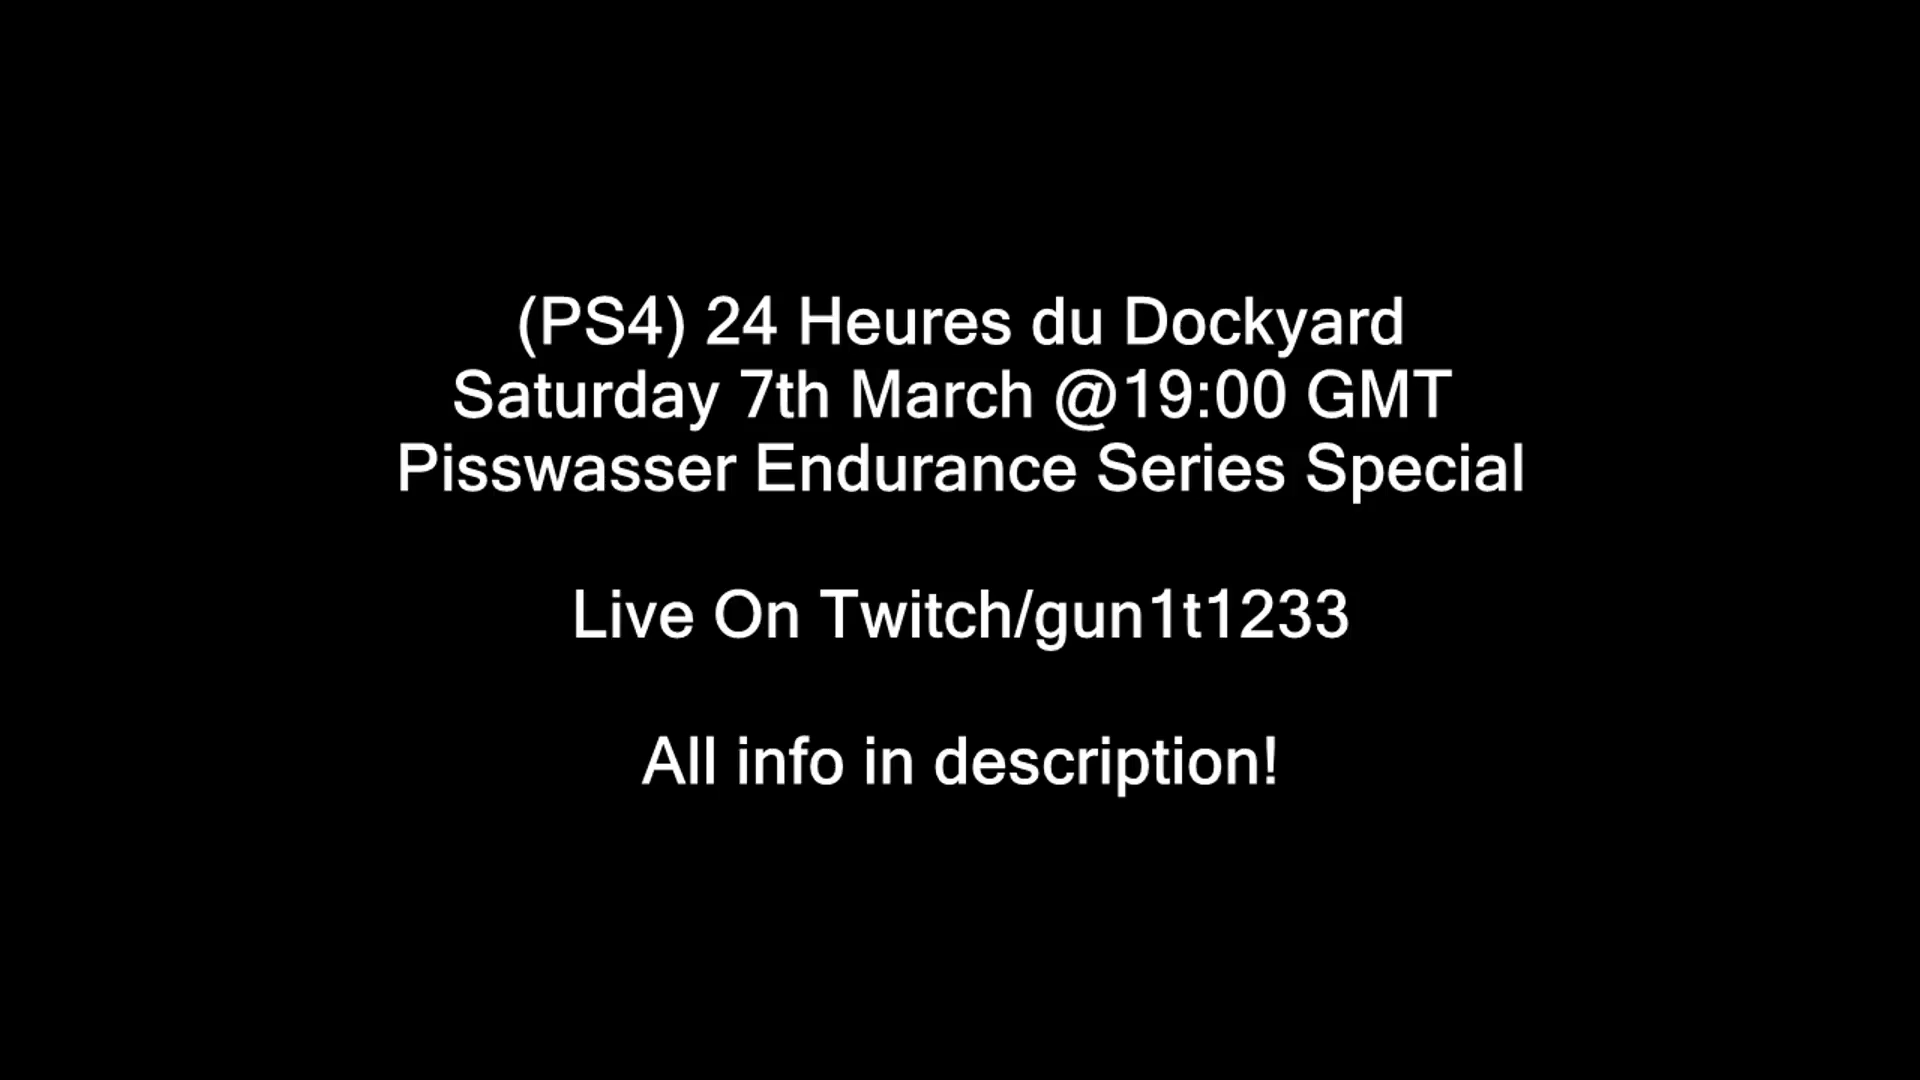 (PS4) 24 Heures du Dockyard
Saturday 7th March @19:00 GMT
Pisswasser Endurance Series Special
Live On Twitch/gun1t1233
All info in description!